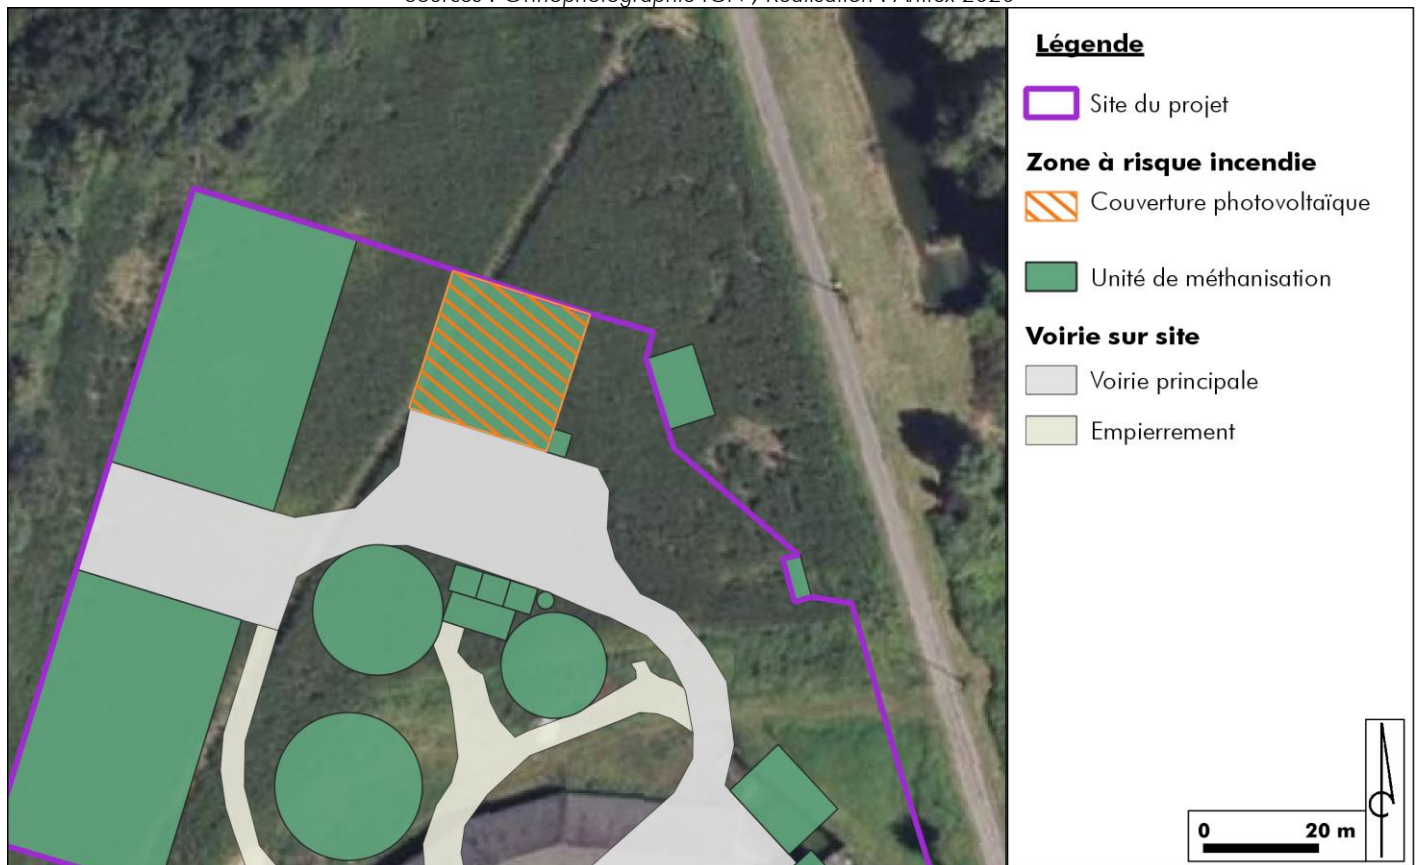 Légende
Site du projet
Zone à risque incendie
Couverture photovoltaïque
Unité de méthanisation
Voirie sur site
Voirie principale
Empierrement
0 20 m